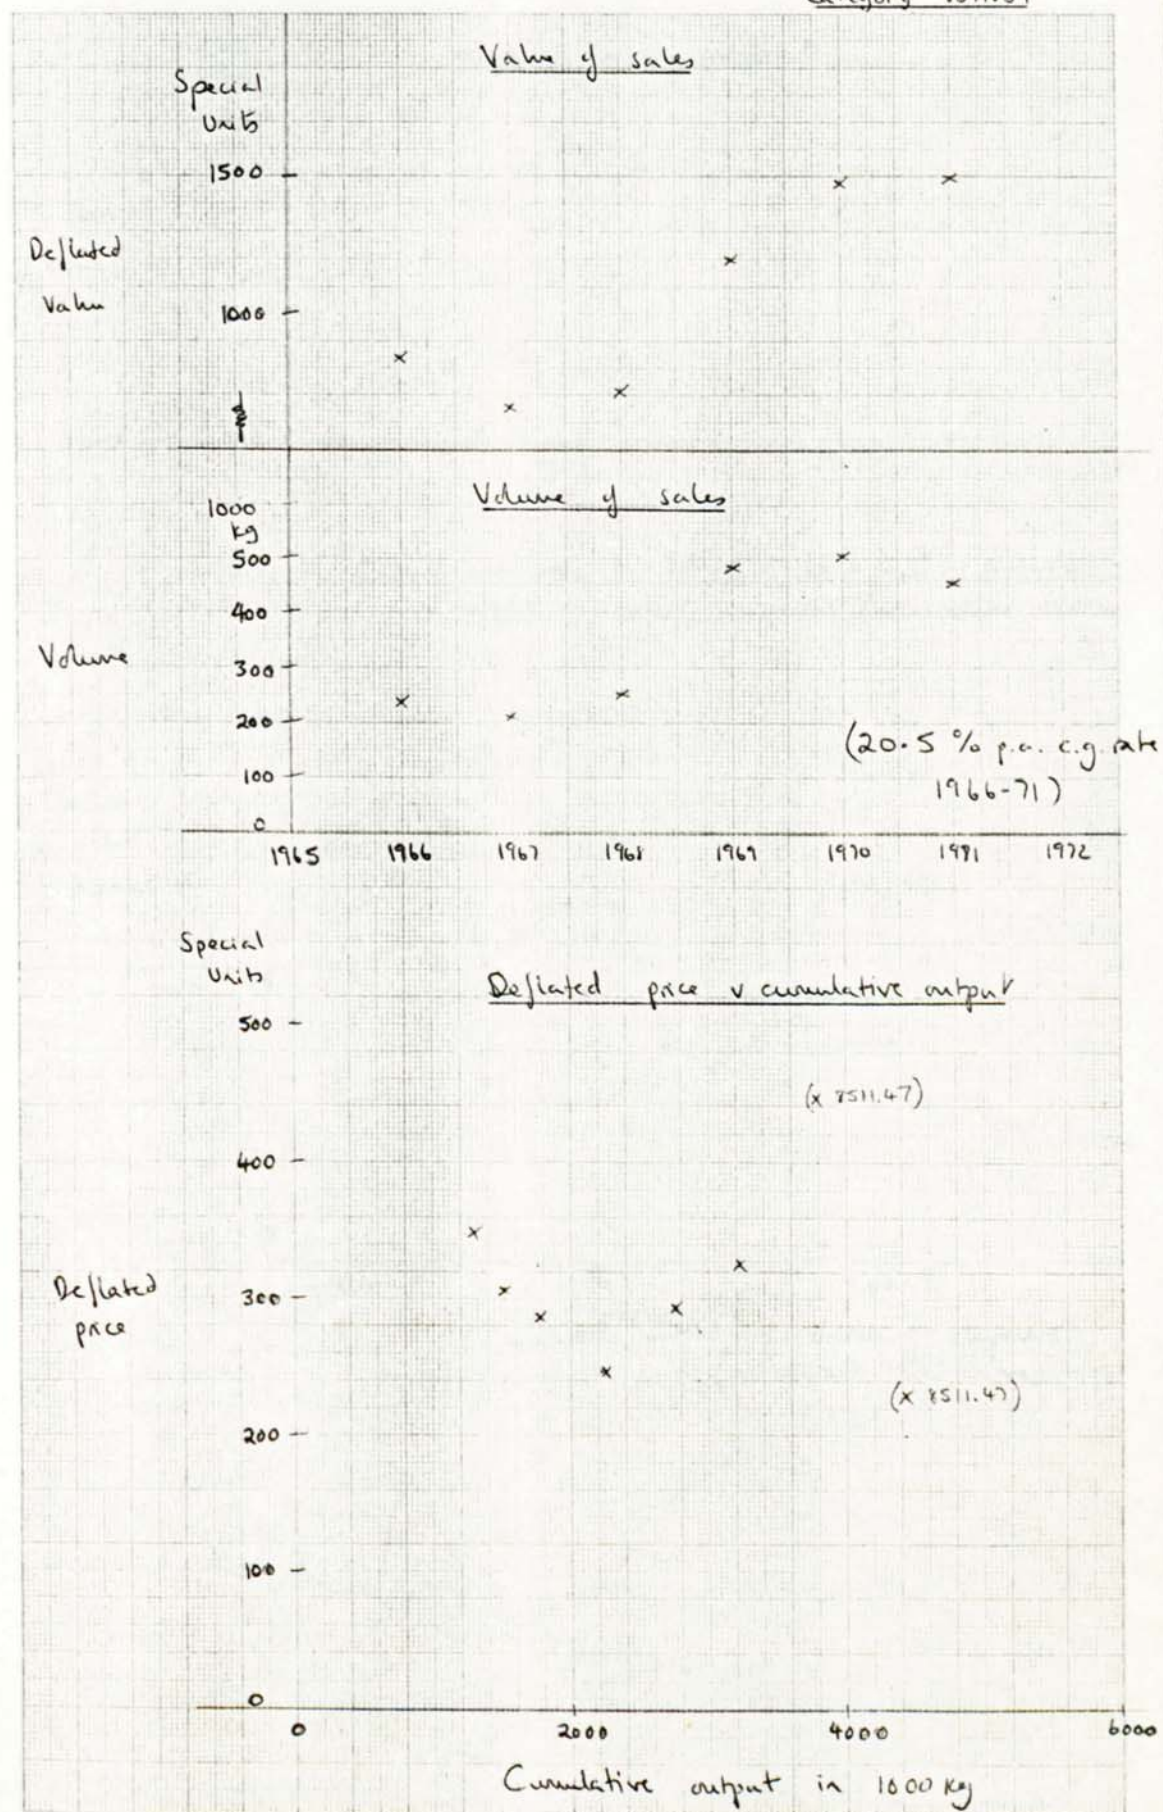 Value of sales
Special
Units
1500
Deflated
Value
1000
Volume of sales
1000
kg
500
400
Volume
300
200
(20.5 % p.a. c.g. rate
1966-71)
100
0
1965 1966 1967 1968 1969 1970 1971 1972
Special
Units
Deflated price v cumulative output
500
(x 8511.47)
400
Deflated
price
300
(x 8511.47)
200
100
0
0 2000 4000 6000
Cumulative output in 1000 kg